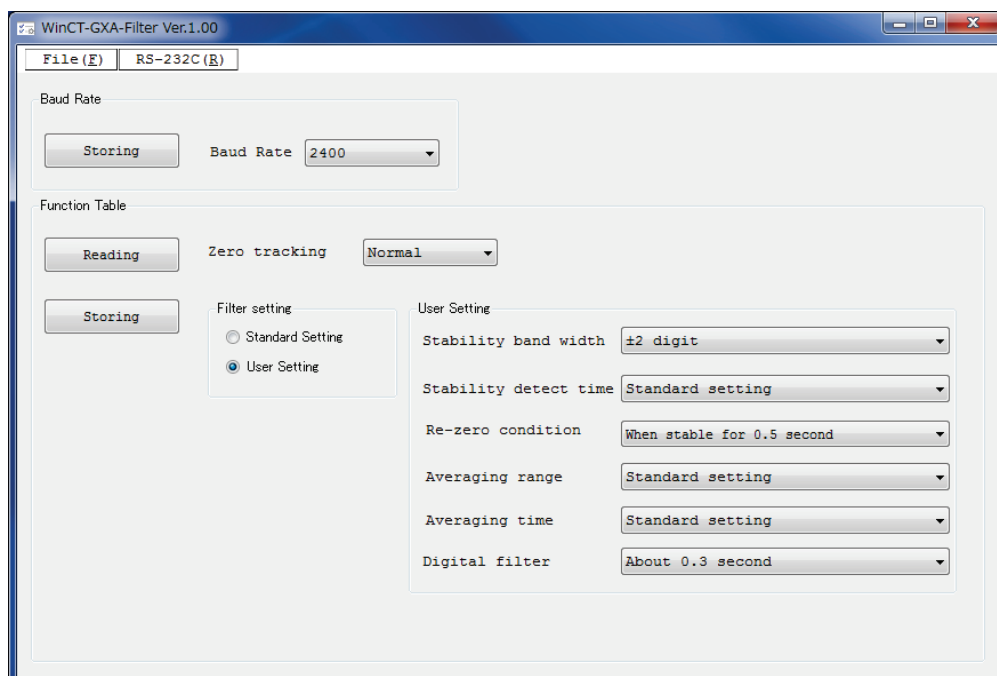 WinCT-GXA-Filter Ver.1.00
File(F) RS-232C(R)
Baud Rate
Storing Baud Rate 2400
Function Table
Reading Zero tracking Normal
Storing
Filter setting
Standard Setting
User Setting
User Setting
Stability band width ±2 digit
Stability detect time Standard setting
Re-zero condition When stable for 0.5 second
Averaging range Standard setting
Averaging time Standard setting
Digital filter About 0.3 second